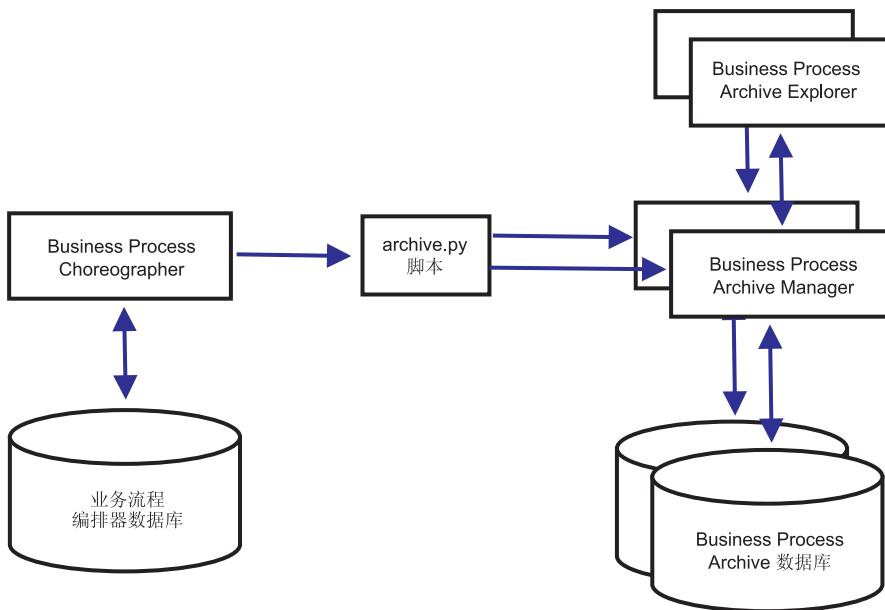 Business Process
Archive Explorer
Business Process
Choreographer
archive.py
脚本
Business Process
Archive Manager
业务流程
编排器数据库
Business Process
Archive 数据库